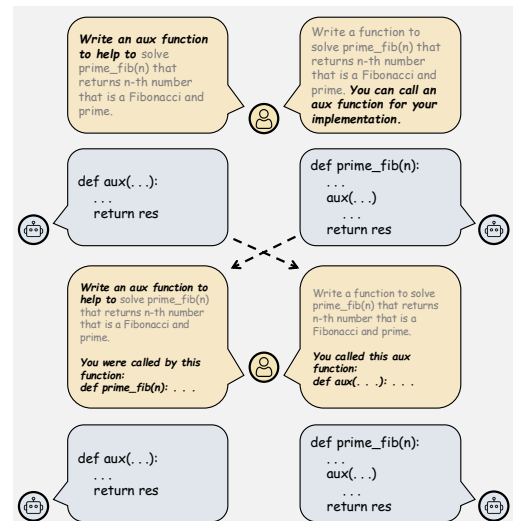 Write an aux function
to help to solve
prime_fib(n) that
returns n-th number
that is a Fibonacci and
prime.
Write a function to
solve prime_fib(n) that
returns n-th number
that is a Fibonacci and
prime. You can call an
aux function for your
implementation.
def aux(. . .):
. . .
return res
def prime_fib(n):
. . .
aux(. . .)
. . .
return res
Write an aux function to
help to solve prime_fib(n)
that returns n-th number
that is a Fibonacci and
prime.
You were called by this
function:
def prime_fib(n): . . .
Write a function to solve
prime_fib(n) that returns
n-th number that is a
Fibonacci and prime.
You called this aux
function:
def aux(. . .): . . .
def aux(. . .):
. . .
return res
def prime_fib(n):
. . .
aux(. . .)
. . .
return res